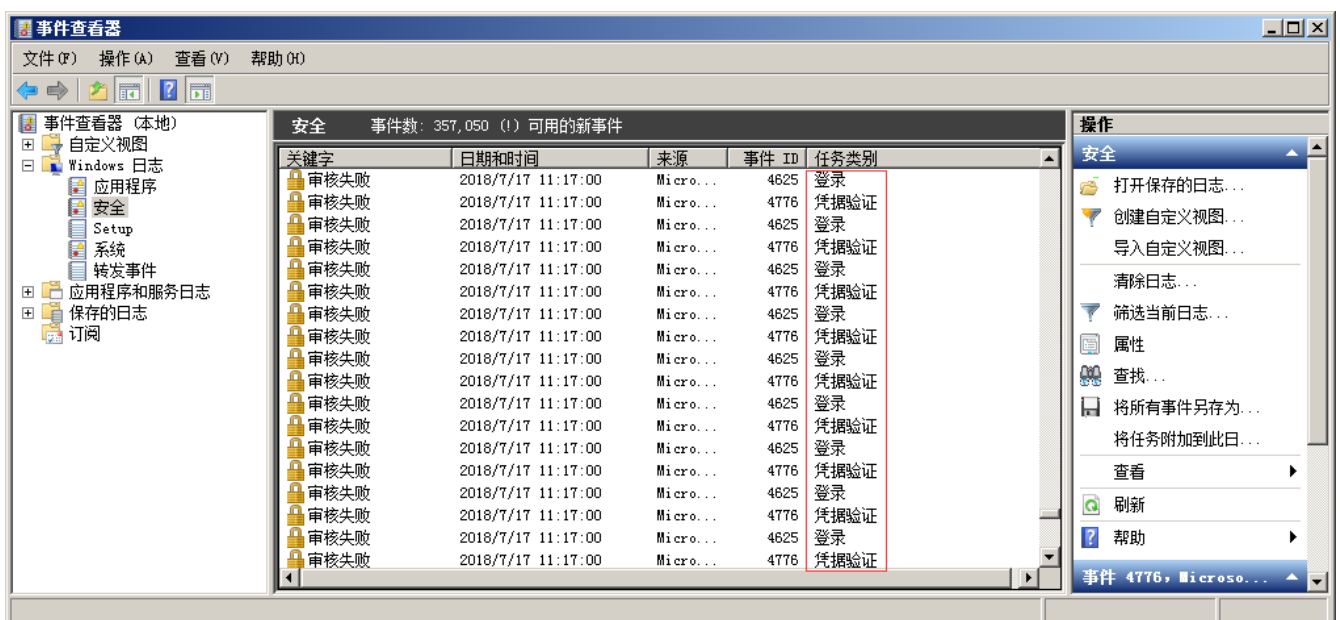 事件查看器
文件(F) 操作(A) 查看(V) 帮助(H)
事件查看器 (本地)
自定义视图
Windows 日志
应用程序
安全
Setup
系统
转发事件
应用程序和服务日志
保存的日志
订阅
安全 事件数: 357,050 (!) 可用的新事件
关键字 日期和时间 来源 事件 ID 任务类别
审核失败 2018/7/17 11:17:00 Micro... 4625 登录
审核失败 2018/7/17 11:17:00 Micro... 4776 凭据验证
审核失败 2018/7/17 11:17:00 Micro... 4625 登录
审核失败 2018/7/17 11:17:00 Micro... 4776 凭据验证
审核失败 2018/7/17 11:17:00 Micro... 4625 登录
审核失败 2018/7/17 11:17:00 Micro... 4776 凭据验证
审核失败 2018/7/17 11:17:00 Micro... 4625 登录
审核失败 2018/7/17 11:17:00 Micro... 4776 凭据验证
审核失败 2018/7/17 11:17:00 Micro... 4625 登录
审核失败 2018/7/17 11:17:00 Micro... 4776 凭据验证
审核失败 2018/7/17 11:17:00 Micro... 4625 登录
审核失败 2018/7/17 11:17:00 Micro... 4776 凭据验证
审核失败 2018/7/17 11:17:00 Micro... 4625 登录
审核失败 2018/7/17 11:17:00 Micro... 4776 凭据验证
审核失败 2018/7/17 11:17:00 Micro... 4625 登录
审核失败 2018/7/17 11:17:00 Micro... 4776 凭据验证
审核失败 2018/7/17 11:17:00 Micro... 4625 登录
审核失败 2018/7/17 11:17:00 Micro... 4776 凭据验证
操作
安全
打开保存的日志...
创建自定义视图...
导入自定义视图...
清除日志...
筛选当前日志...
属性
查找...
将所有事件另存为...
将任务附加到此日...
查看
刷新
帮助
事件 4776，Microso...